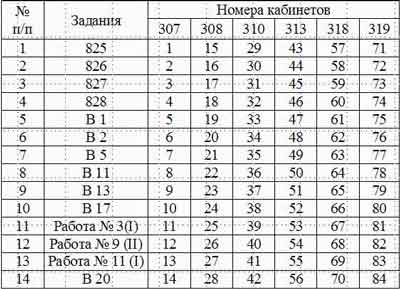 № п/п Задания Номера кабинетов
307 308 310 313 318 319
1 825 1 15 29 43 57 71
2 826 2 16 30 44 58 72
3 827 3 17 31 45 59 73
4 828 4 18 32 46 60 74
5 В 1 5 19 33 47 61 75
6 В 2 6 20 34 48 62 76
7 В 5 7 21 35 49 63 77
8 В 11 8 22 36 50 64 78
9 В 13 9 23 37 51 65 79
10 В 17 10 24 38 52 66 80
11 Работа № 3(I) 11 25 39 53 67 81
12 Работа № 9 (II) 12 26 40 54 68 82
13 Работа № 11 (I) 13 27 41 55 69 83
14 В 20 14 28 42 56 70 84